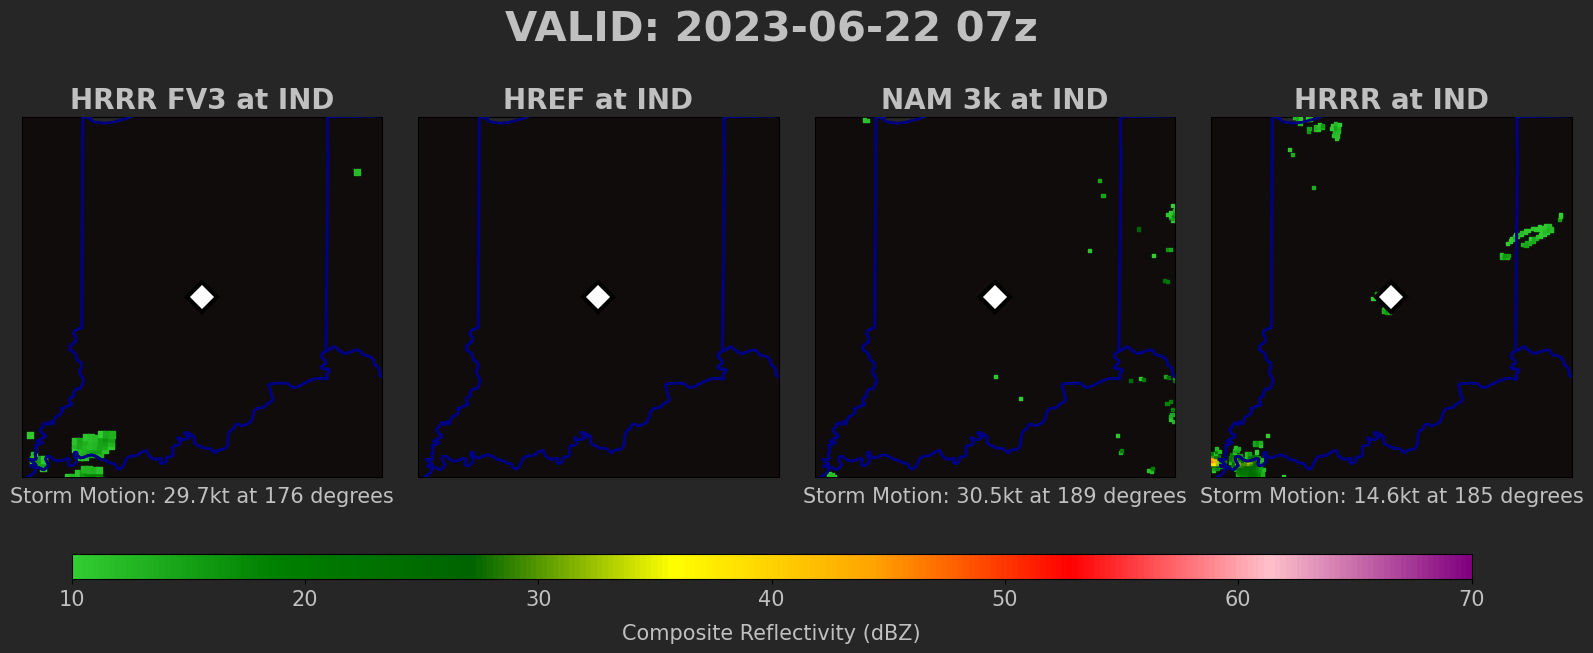 VALID: 2023-06-22 07z
HRRR FV3 at IND
HREF at IND
NAM 3k at IND
HRRR at IND
Storm Motion: 29.7kt at 176 degrees
Storm Motion: 30.5kt at 189 degrees
Storm Motion: 14.6kt at 185 degrees
10 20 30 40 50 60 70
Composite Reflectivity (dBZ)